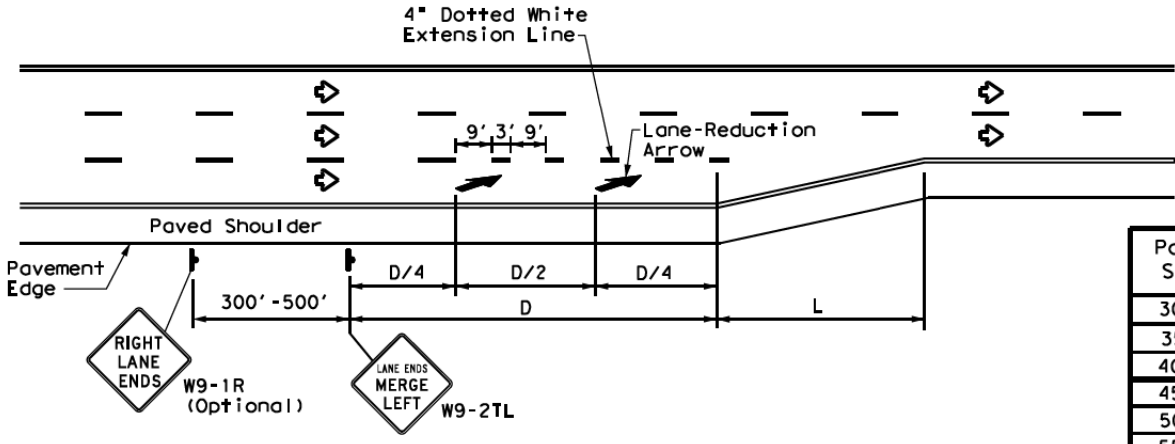 4" Dotted White
Extension Line
9' 3' 9'
Lane-Reduction
Arrow
Paved Shoulder
Pavement
Edge
D/4 D/2 D/4
300'-500' D L
RIGHT
LANE
ENDS
W9-1R
(Optional)
LANE ENDS
MERGE
LEFT
W9-2TL